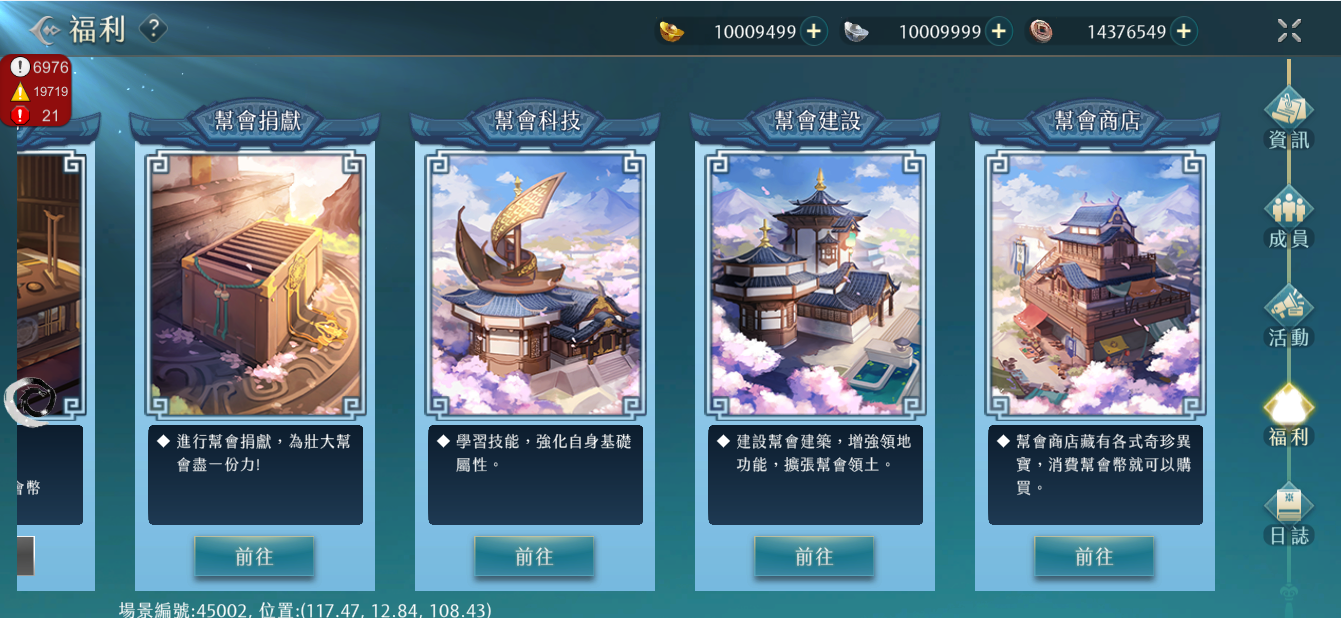 福利 ?
10009499
10009999
14376549
6976
19719
21
幫會捐獻
幫會科技
幫會建設
幫會商店
會幣
進行幫會捐獻，為壯大幫
會盡一份力!
前往
學習技能，強化自身基礎
屬性。
前往
建設幫會建築，增強領地
功能，擴張幫會領土。
前往
幫會商店藏有各式奇珍異
寶，消費幫會幣就可以購
買。
前往
資訊
成員
活動
福利
日誌
場景編號:45002, 位置:(117.47, 12.84, 108.43)